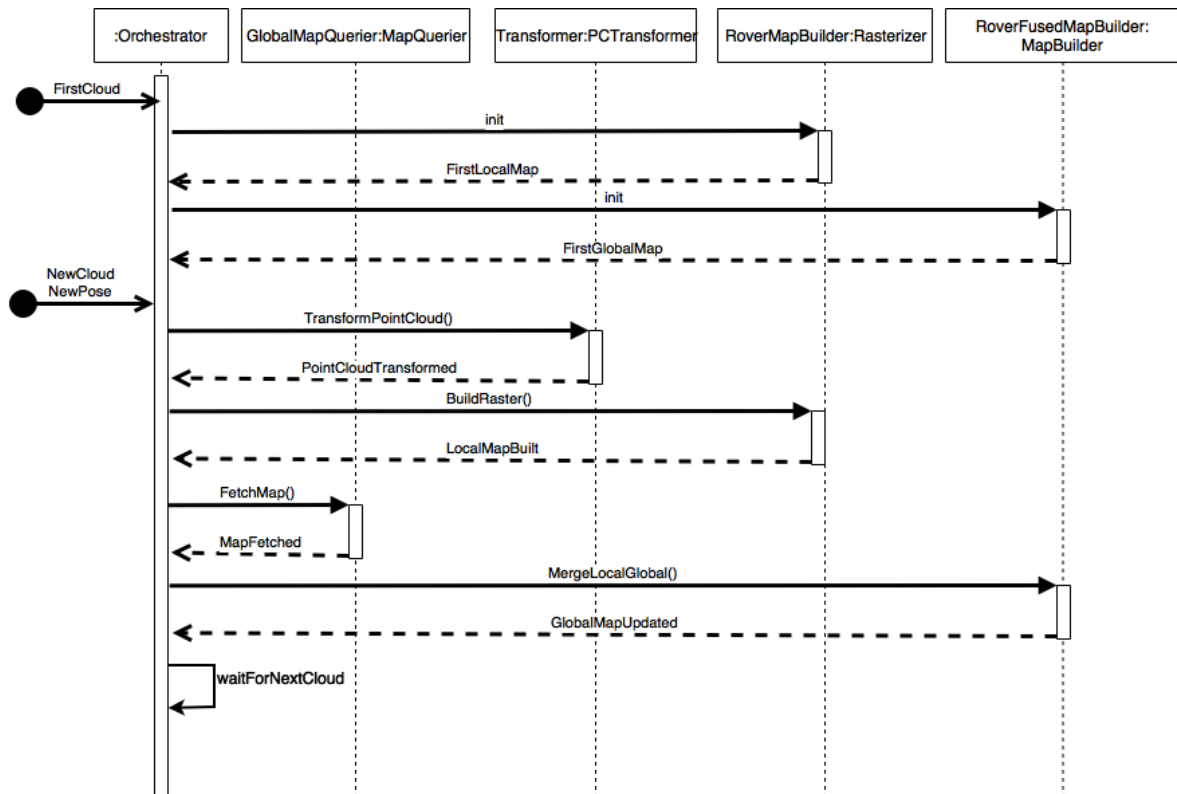 :Orchestrator
GlobalMapQuerier:MapQuerier
Transformer:PCTransformer
RoverMapBuilder:Rasterizer
RoverFusedMapBuilder:
MapBuilder
FirstCloud
init
FirstLocalMap
init
FirstGlobalMap
NewCloud
NewPose
TransformPointCloud()
PointCloudTransformed
BuildRaster()
LocalMapBuilt
FetchMap()
MapFetched
MergeLocalGlobal()
GlobalMapUpdated
waitForNextCloud